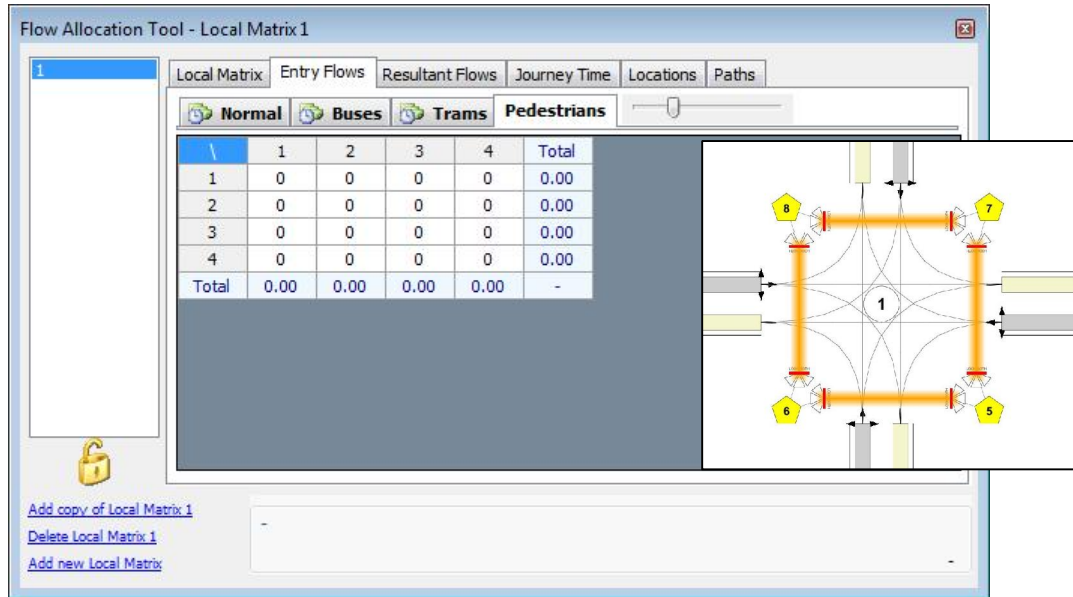 Flow Allocation Tool - Local Matrix 1
1
Local Matrix Entry Flows Resultant Flows Journey Time Locations Paths
Normal Buses Trams Pedestrians
\ 1 2 3 4 Total
1 0 0 0 0 0.00
2 0 0 0 0 0.00
3 0 0 0 0 0.00
4 0 0 0 0 0.00
Total 0.00 0.00 0.00 0.00 -
8 7
1
6 5
Add copy of Local Matrix 1
Delete Local Matrix 1
Add new Local Matrix
-
-